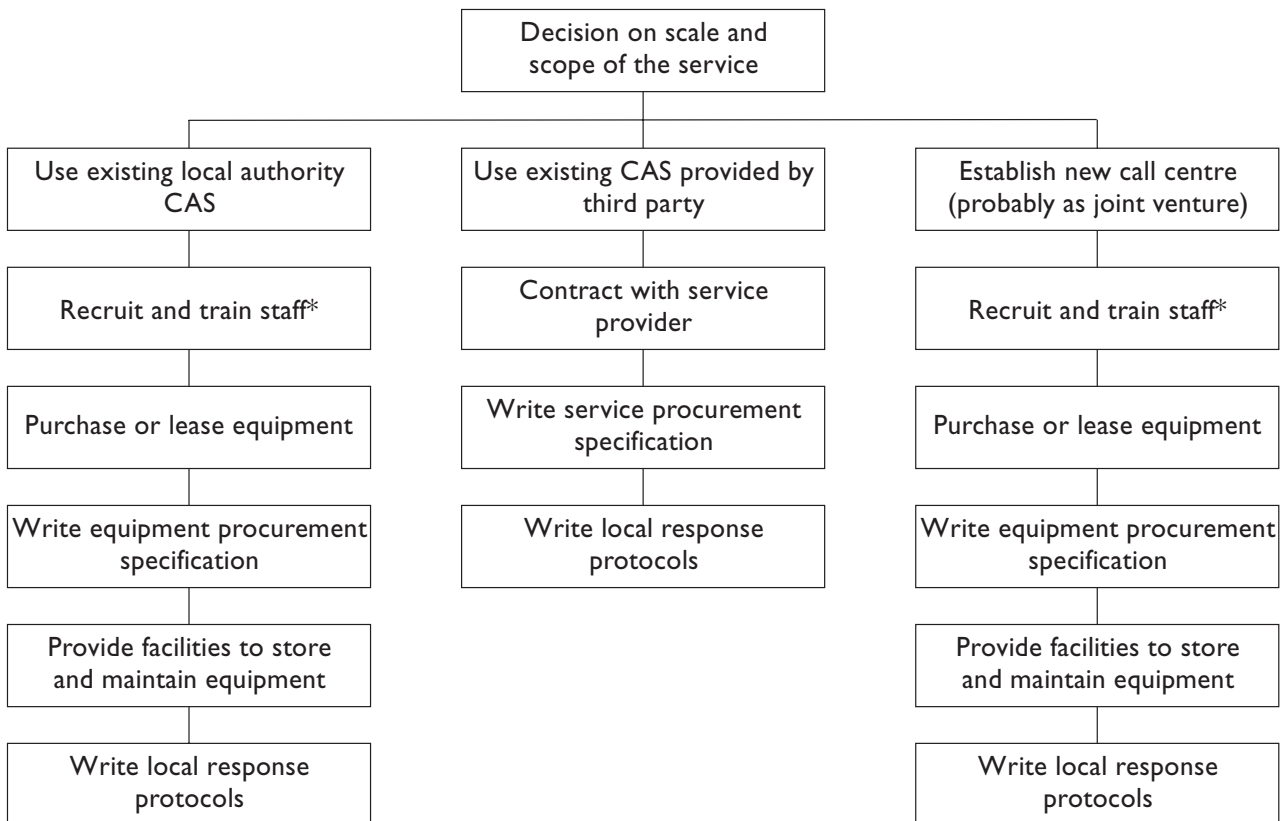 Decision on scale and
scope of the service
Use existing local authority
CAS
Use existing CAS provided by
third party
Establish new call centre
(probably as joint venture)
Recruit and train staff*
Contract with service
provider
Recruit and train staff*
Purchase or lease equipment
Write service procurement
specification
Purchase or lease equipment
Write equipment procurement
specification
Write local response
protocols
Write equipment procurement
specification
Provide facilities to store
and maintain equipment
Provide facilities to store
and maintain equipment
Write local response
protocols
Write local response
protocols